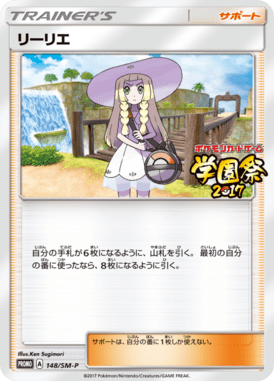 TRAINER'S サポート
リーリエ
ポケモンカードゲーム
学園祭
2017
自分の手札が6枚になるように、山札を引く。最初の自分
の番に使ったなら、8枚になるように引く。
Illus.Ken Sugimori
PROMO A 148/SM-P
サポートは、自分の番に1枚しか使えない。
©2017 Pokémon/Nintendo/Creatures/GAME FREAK.